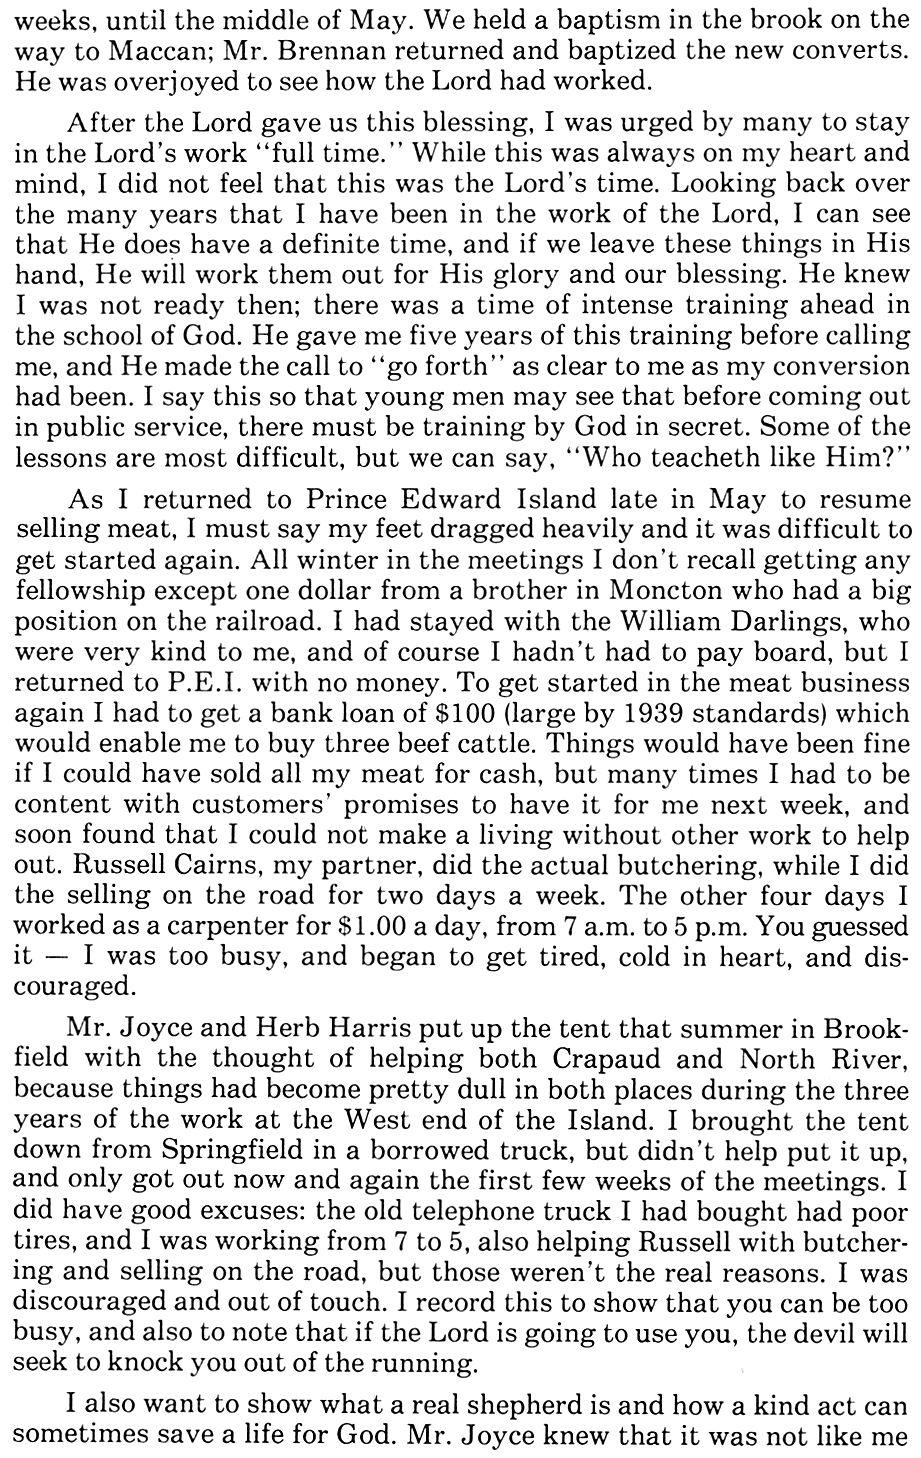 weeks, until the middle of May. We held a baptism in the brook on the
way to Maccan; Mr. Brennan returned and baptized the new converts.
He was overjoyed to see how the Lord had worked.
After the Lord gave us this blessing, I was urged by many to stay
in the Lord's work "full time." While this was always on my heart and
mind, I did not feel that this was the Lord's time. Looking back over
the many years that I have been in the work of the Lord, I can see
that He does have a definite time, and if we leave these things in His
hand, He will work them out for His glory and our blessing. He knew
I was not ready then; there was a time of intense training ahead in
the school of God. He gave me five years of this training before calling
me, and He made the call to "go forth" as clear to me as my conversion
had been. I say this so that young men may see that before coming out
in public service, there must be training by God in secret. Some of the
lessons are most difficult, but we can say, "Who teacheth like Him?"
As I returned to Prince Edward Island late in May to resume
selling meat, I must say my feet dragged heavily and it was difficult to
get started again. All winter in the meetings I don't recall getting any
fellowship except one dollar from a brother in Moncton who had a big
position on the railroad. I had stayed with the William Darlings, who
were very kind to me, and of course I hadn't had to pay board, but I
returned to P.E.I. with no money. To get started in the meat business
again I had to get a bank loan of $100 (large by 1939 standards) which
would enable me to buy three beef cattle. Things would have been fine
if I could have sold all my meat for cash, but many times I had to be
content with customers' promises to have it for me next week, and
soon found that I could not make a living without other work to help
out. Russell Cairns, my partner, did the actual butchering, while I did
the selling on the road for two days a week. The other four days I
worked as a carpenter for $1.00 a day, from 7 a.m. to 5 p.m. You guessed
it — I was too busy, and began to get tired, cold in heart, and dis-
couraged.
Mr. Joyce and Herb Harris put up the tent that summer in Brook-
field with the thought of helping both Crapaud and North River,
because things had become pretty dull in both places during the three
years of the work at the West end of the Island. I brought the tent
down from Springfield in a borrowed truck, but didn't help put it up,
and only got out now and again the first few weeks of the meetings. I
did have good excuses: the old telephone truck I had bought had poor
tires, and I was working from 7 to 5, also helping Russell with butcher-
ing and selling on the road, but those weren't the real reasons. I was
discouraged and out of touch. I record this to show that you can be too
busy, and also to note that if the Lord is going to use you, the devil will
seek to knock you out of the running.
I also want to show what a real shepherd is and how a kind act can
sometimes save a life for God. Mr. Joyce knew that it was not like me